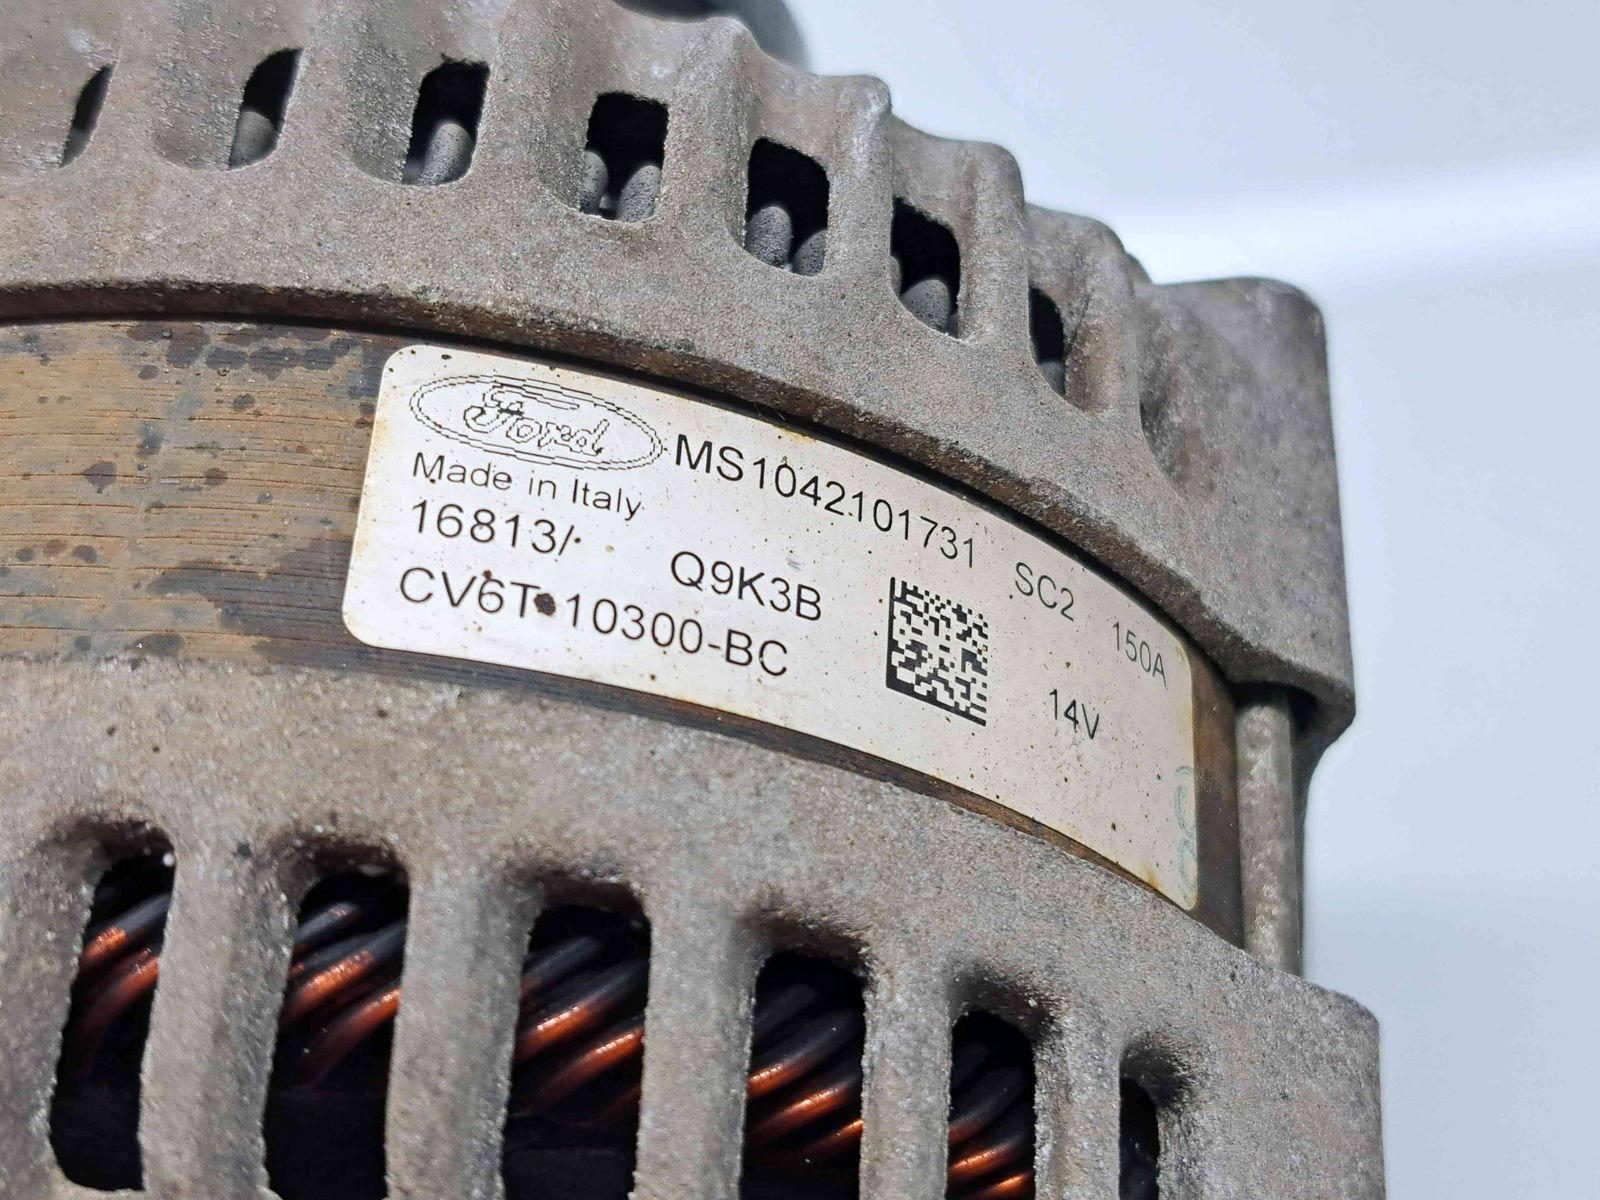 Ford MS1042101731 SC2 150A
Made in Italy
16813/ Q9K3B 14V
CV6T-10300-BC